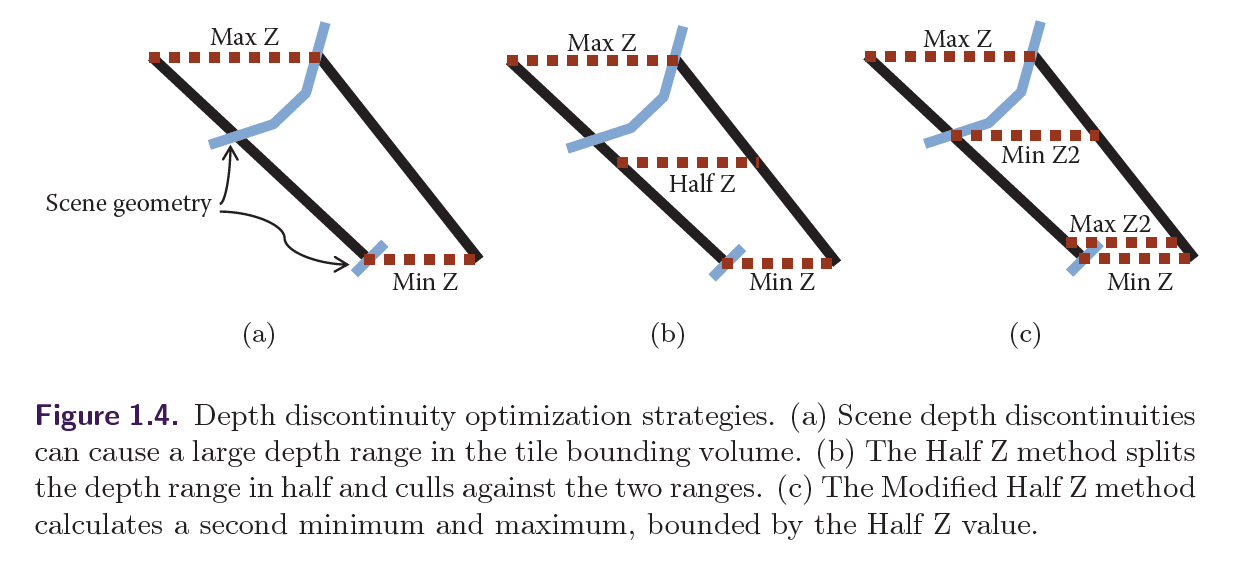 Max Z
Scene geometry
Min Z
(a)
Max Z
Half Z
Min Z
(b)
Max Z
Min Z2
Max Z2
Min Z
(c)
Figure 1.4. Depth discontinuity optimization strategies. (a) Scene depth discontinuities
can cause a large depth range in the tile bounding volume. (b) The Half Z method splits
the depth range in half and culls against the two ranges. (c) The Modified Half Z method
calculates a second minimum and maximum, bounded by the Half Z value.